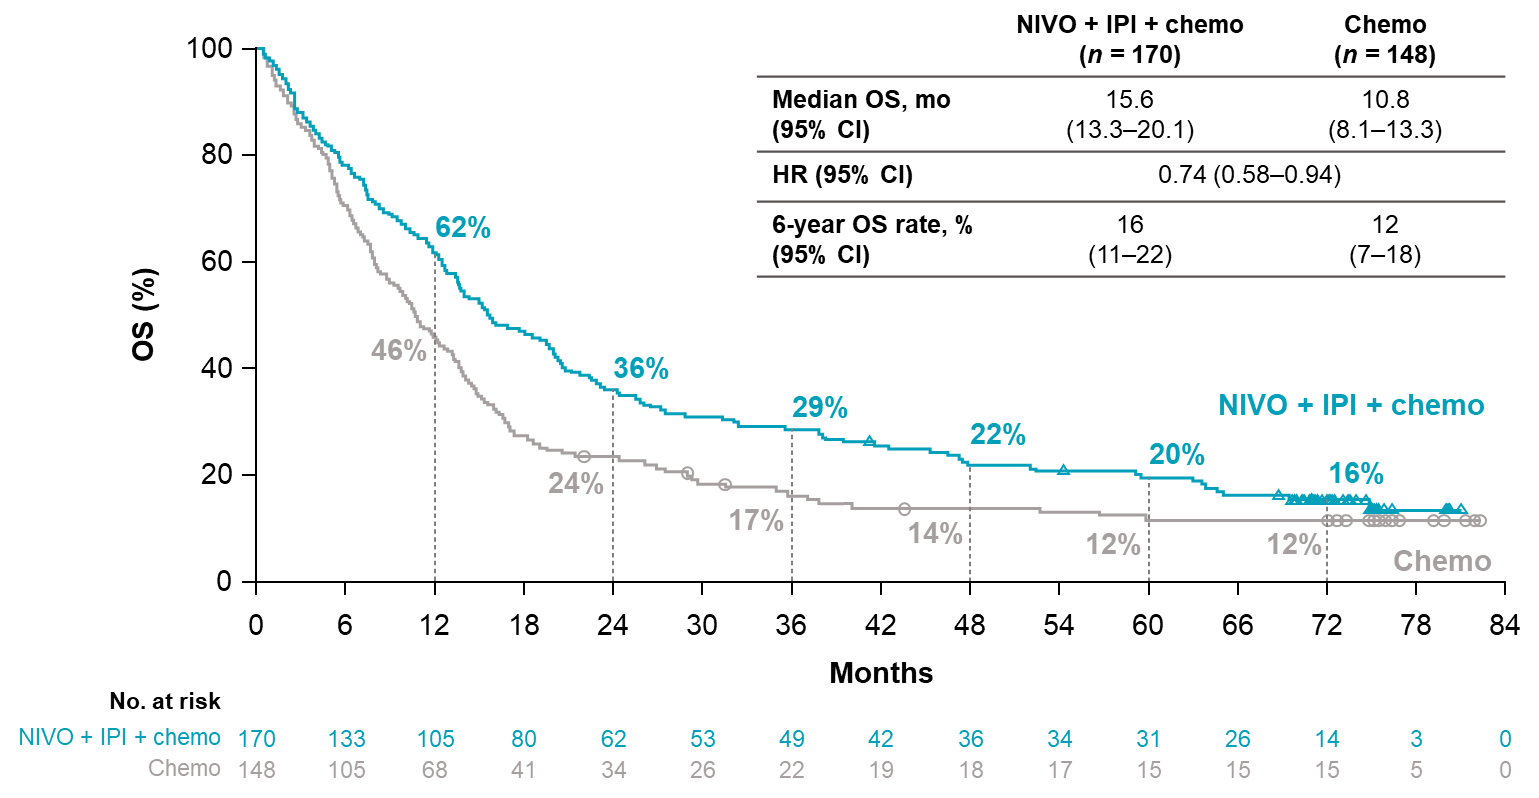 NIVO + IPI + chemo Chemo
(n = 170) (n = 148)
Median OS, mo 15.6 10.8
(95% CI) (13.3–20.1) (8.1–13.3)
HR (95% CI) 0.74 (0.58–0.94)
6-year OS rate, % 16 12
(95% CI) (11–22) (7–18)
OS (%)
100
80
60
40
20
0
62%
46%
36%
24%
29%
17%
22%
14%
20%
12%
16%
12%
NIVO + IPI + chemo
Chemo
0 6 12 18 24 30 36 42 48 54 60 66 72 78 84
Months
No. at risk
NIVO + IPI + chemo 170 133 105 80 62 53 49 42 36 34 31 26 14 3 0
Chemo 148 105 68 41 34 26 22 19 18 17 15 15 15 5 0